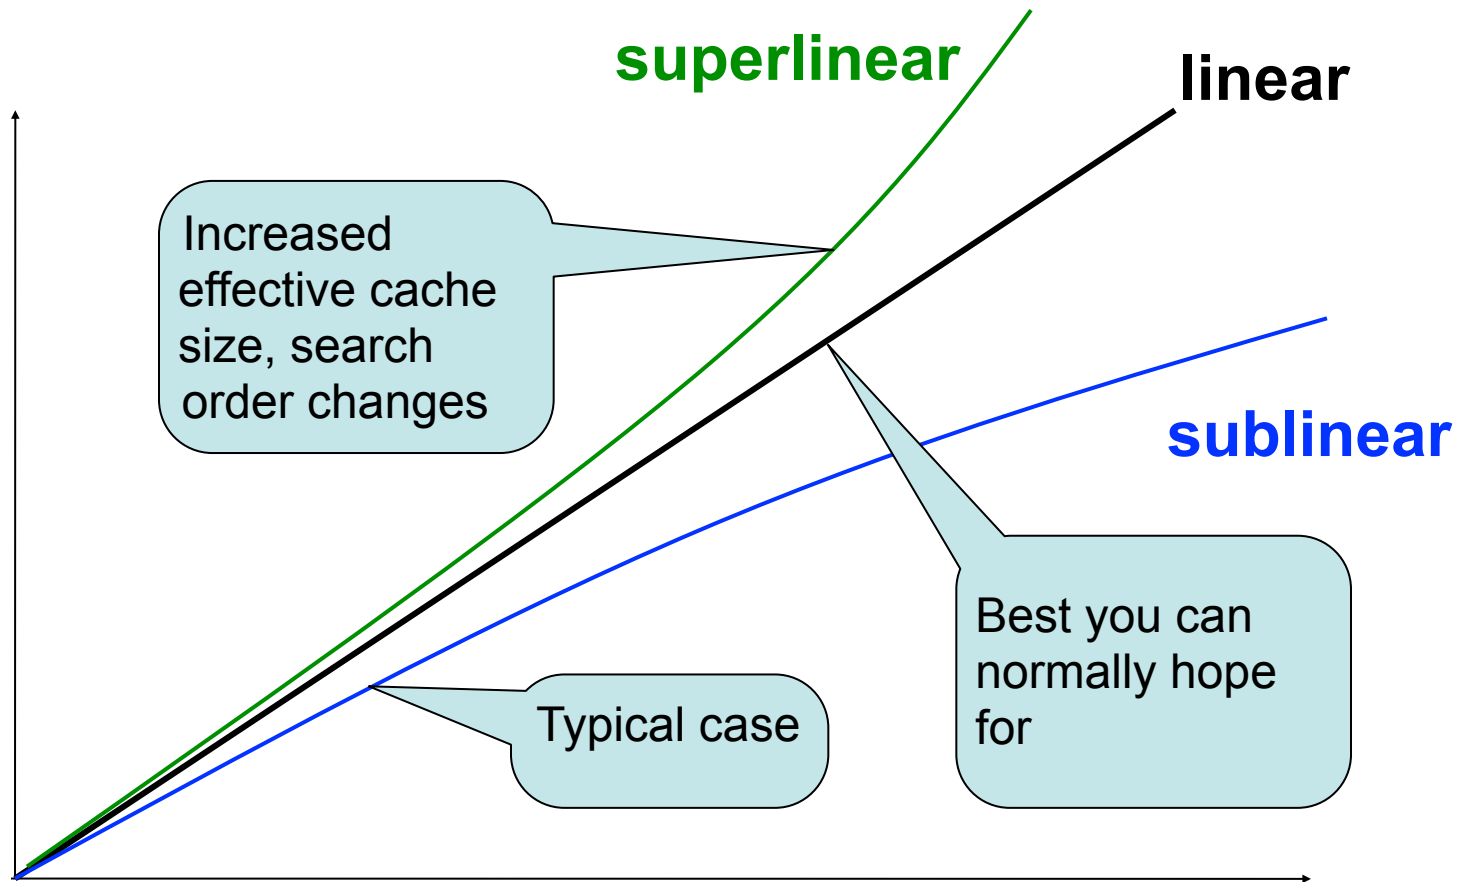 superlinear
linear
Increased
effective cache
size, search
order changes
sublinear
Best you can
normally hope
for
Typical case